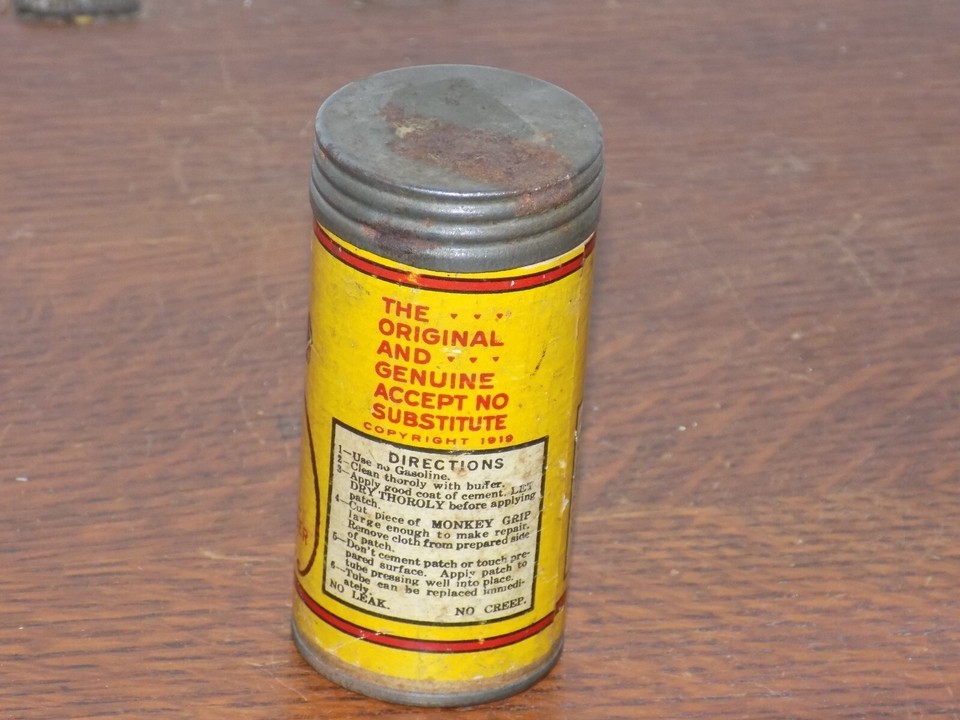 THE
ORIGINAL
AND
GENUINE
ACCEPT NO
SUBSTITUTE
COPYRIGHT 1919
DIRECTIONS
1—Use no Gasoline.
2—Clean thoroly with buffer.
3—Apply good coat of cement. LET
DRY THOROLY before applying
patch.
4—Cut piece of MONKEY GRIP
large enough to make repair.
Remove cloth from prepared side
of patch.
5—Don't cement patch or touch pre-
pared surface. Apply patch to
tube pressing well into place.
6—Tube can be replaced immedi-
ately.
NO LEAK. NO CREEP.